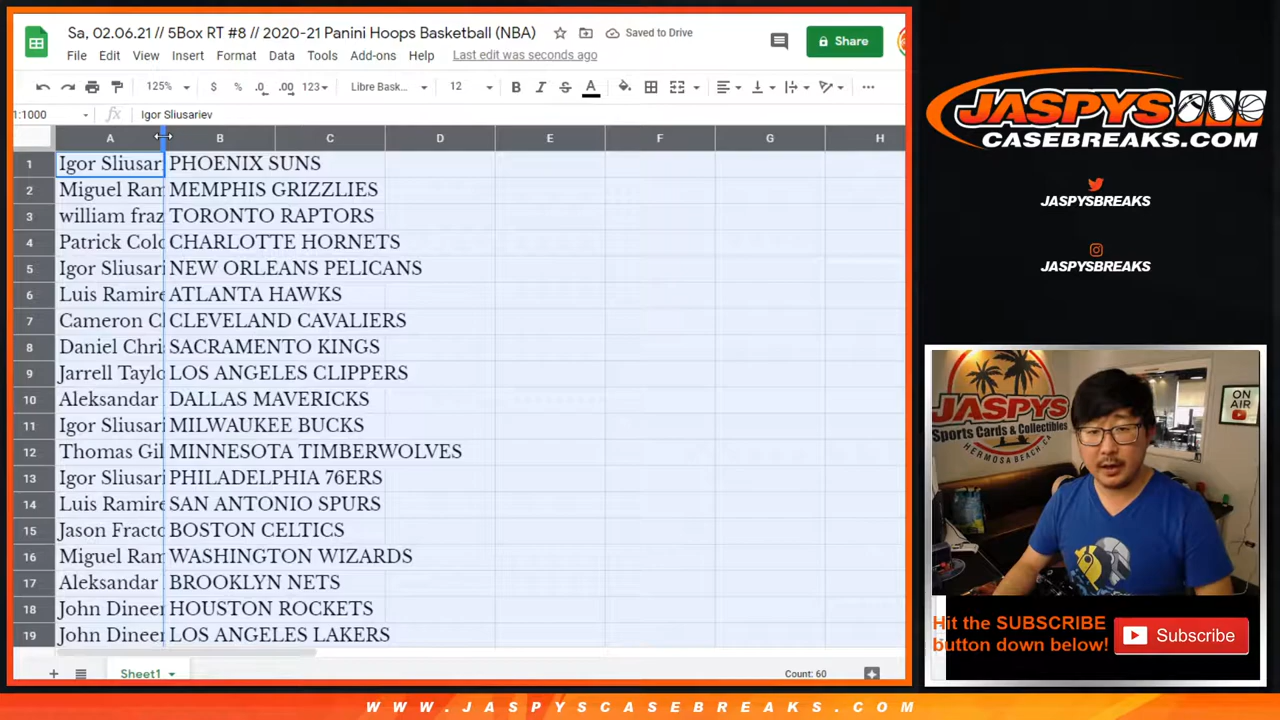 Sa, 02.06.21 // 5Box RT #8 // 2020-21 Panini Hoops Basketball (NBA)
Saved to Drive
Share
File Edit View Insert Format Data Tools Add-ons Help
Last edit was seconds ago
125% $ % .0 .00 123 Libre Bask... 12 B I S A
1:1000 fx Igor Sliusariev
A B C D E F G H
1 Igor Sliusar PHOENIX SUNS
2 Miguel Ram MEMPHIS GRIZZLIES
3 william fraz TORONTO RAPTORS
4 Patrick Colo CHARLOTTE HORNETS
5 Igor Sliusari NEW ORLEANS PELICANS
6 Luis Ramire ATLANTA HAWKS
7 Cameron Cl CLEVELAND CAVALIERS
8 Daniel Chri SACRAMENTO KINGS
9 Jarrell Taylo LOS ANGELES CLIPPERS
10 Aleksandar DALLAS MAVERICKS
11 Igor Sliusari MILWAUKEE BUCKS
12 Thomas Gil MINNESOTA TIMBERWOLVES
13 Igor Sliusari PHILADELPHIA 76ERS
14 Luis Ramire SAN ANTONIO SPURS
15 Jason Fracto BOSTON CELTICS
16 Miguel Ram WASHINGTON WIZARDS
17 Aleksandar BROOKLYN NETS
18 John Dineer HOUSTON ROCKETS
19 John Dineer LOS ANGELES LAKERS
Sheet1
Count: 60
JASPYS
CASEBREAKS.COM
JASPYSBREAKS
JASPYSBREAKS
JASPYS
Sports Cards & Collectibles
HERMOSA BEACH, CA
ON
AIR
Hit the SUBSCRIBE
button down below!
Subscribe
WWW.JASPYSCASEBREAKS.COM